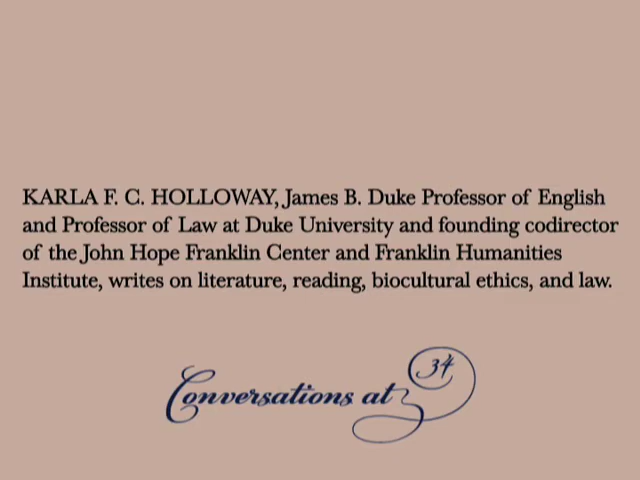 KARLA F. C. HOLLOWAY, James B. Duke Professor of English
and Professor of Law at Duke University and founding codirector
of the John Hope Franklin Center and Franklin Humanities
Institute, writes on literature, reading, biocultural ethics, and law.
Conversations at 34